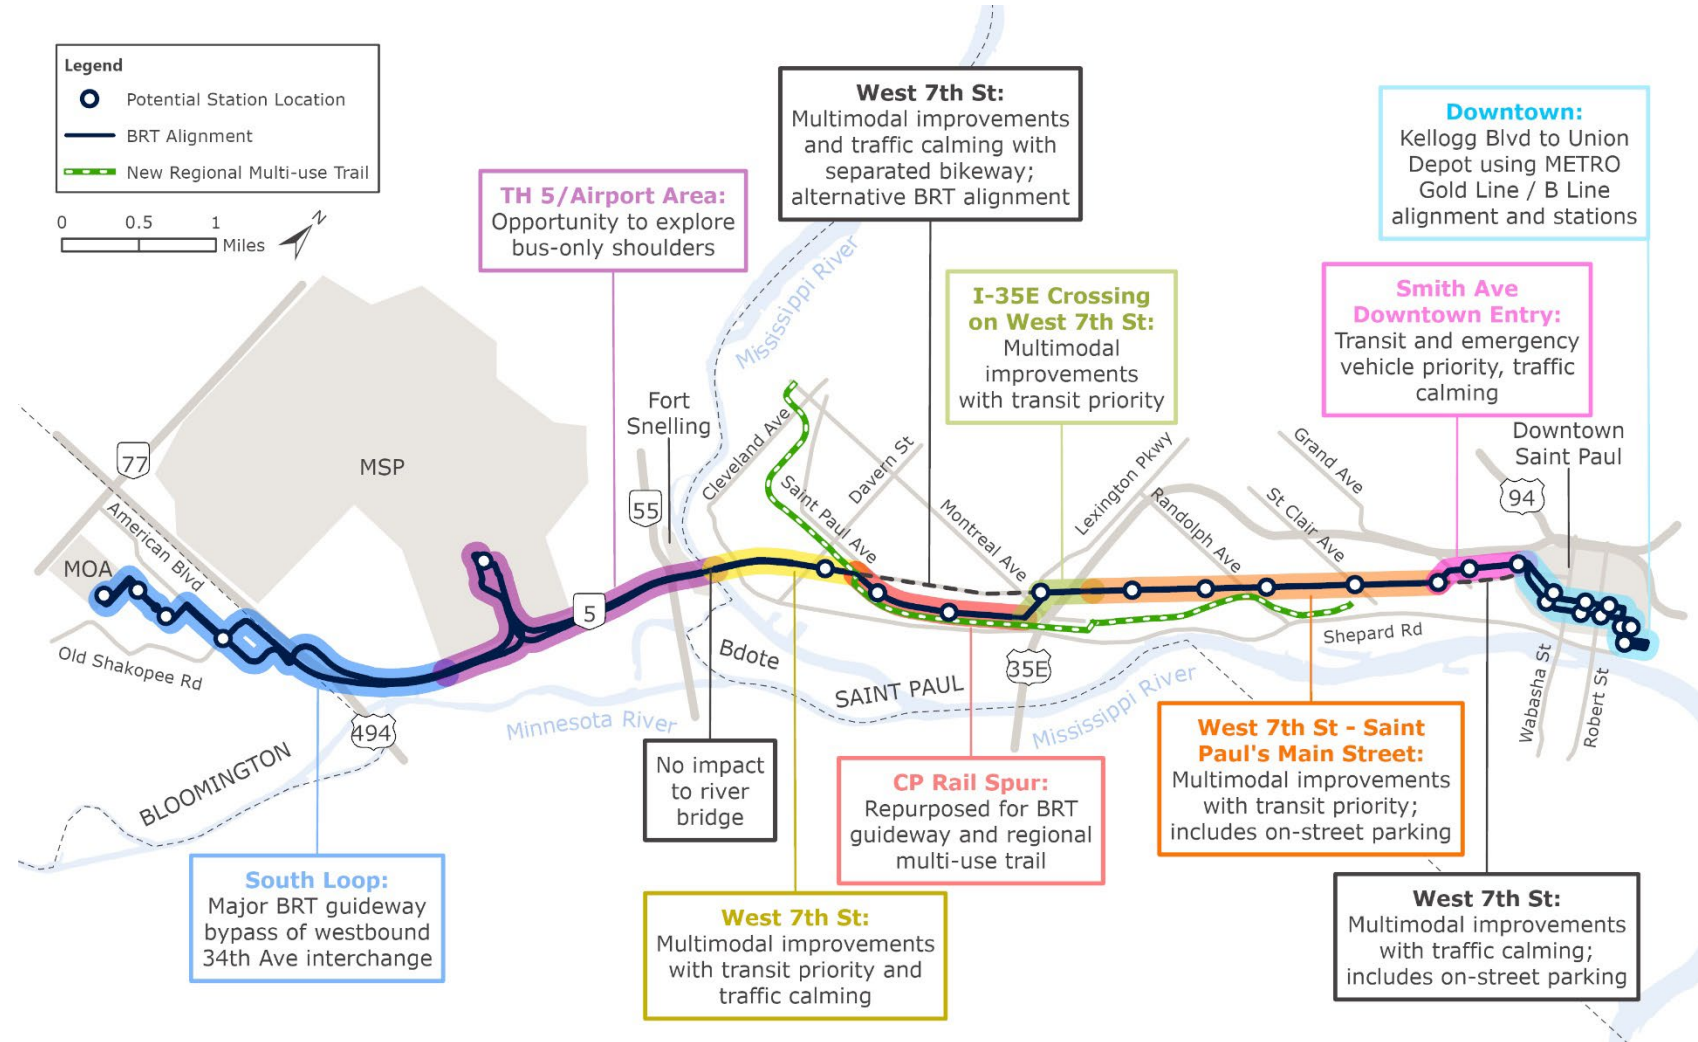 Legend
Potential Station Location
BRT Alignment
New Regional Multi-use Trail
0
0.5
1
Miles
N
West 7th St:
Multimodal improvements
and traffic calming with
separated bikeway;
alternative BRT alignment
Downtown:
Kellogg Blvd to Union
Depot using METRO
Gold Line / B Line
alignment and stations
TH 5/Airport Area:
Opportunity to explore
bus-only shoulders
I-35E Crossing
on West 7th St:
Multimodal
improvements
with transit priority
Smith Ave
Downtown Entry:
Transit and emergency
vehicle priority, traffic
calming
Mississippi River
Fort
Snelling
Downtown
Saint Paul
MSP
77
55
94
American Blvd
Cleveland Ave
Saint Paul Ave
Davern St
Montreal Ave
Lexington Pkwy
Randolph Ave
St Clair Ave
Grand Ave
MOA
5
Old Shakopee Rd
Bdote
SAINT PAUL
35E
Shepard Rd
Mississippi River
Wabasha St
Robert St
Minnesota River
494
BLOOMINGTON
No impact
to river
bridge
CP Rail Spur:
Repurposed for BRT
guideway and regional
multi-use trail
West 7th St - Saint
Paul's Main Street:
Multimodal improvements
with transit priority;
includes on-street parking
South Loop:
Major BRT guideway
bypass of westbound
34th Ave interchange
West 7th St:
Multimodal improvements
with transit priority and
traffic calming
West 7th St:
Multimodal improvements
with traffic calming;
includes on-street parking